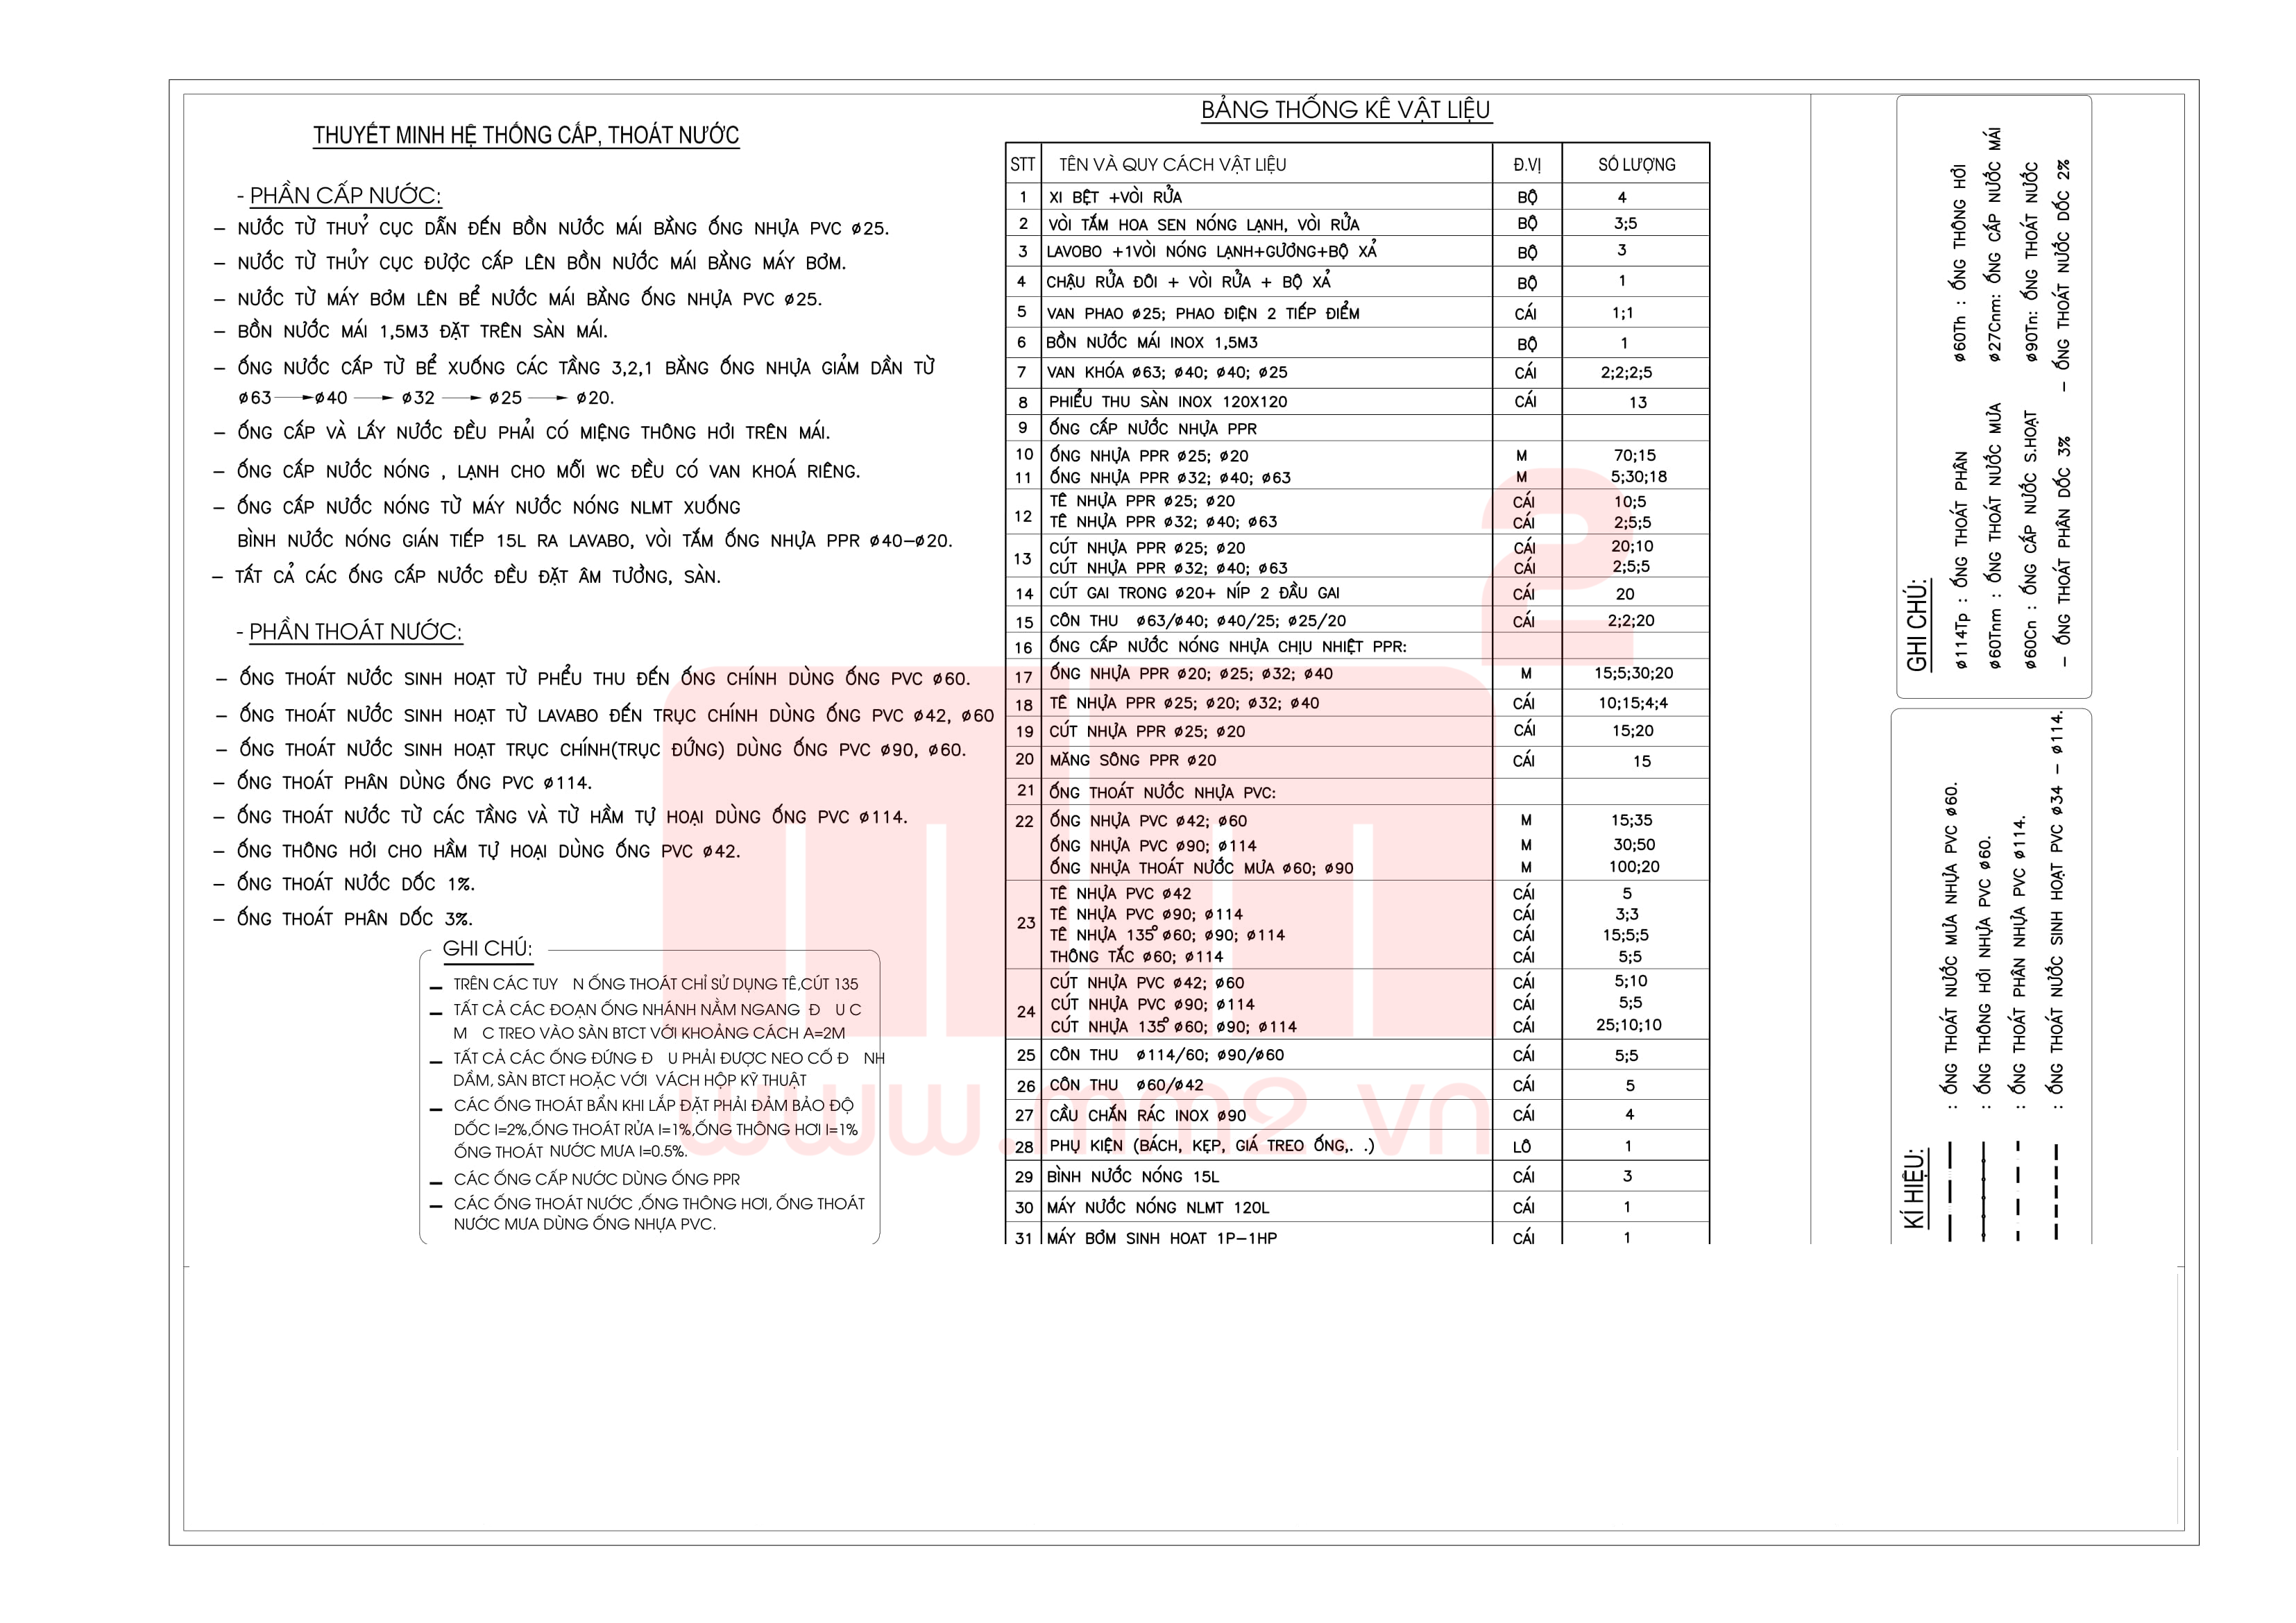 THUYẾT MINH HỆ THỐNG CẤP, THOÁT NƯỚC
- PHẦN CẤP NƯỚC:
– NƯỚC TỪ THUỶ CỤC DẪN ĐẾN BỒN NƯỚC MÁI BẰNG ỐNG NHỰA PVC ø25.
– NƯỚC TỪ THỦY CỤC ĐƯỢC CẤP LÊN BỒN NƯỚC MÁI BẰNG MÁY BƠM.
– NƯỚC TỪ MÁY BƠM LÊN BỂ NƯỚC MÁI BẰNG ỐNG NHỰA PVC ø25.
– BỒN NƯỚC MÁI 1,5M3 ĐẶT TRÊN SÀN MÁI.
– ỐNG NƯỚC CẤP TỪ BỂ XUỐNG CÁC TẦNG 3,2,1 BẰNG ỐNG NHỰA GIẢM DẦN TỪ
ø63 → ø40 → ø32 → ø25 → ø20.
– ỐNG CẤP VÀ LẤY NƯỚC ĐỀU PHẢI CÓ MIỆNG THÔNG HƠI TRÊN MÁI.
– ỐNG CẤP NƯỚC NÓNG , LẠNH CHO MỖI WC ĐỀU CÓ VAN KHOÁ RIÊNG.
– ỐNG CẤP NƯỚC NÓNG TỪ MÁY NƯỚC NÓNG NLMT XUỐNG
BÌNH NƯỚC NÓNG GIÁN TIẾP 15L RA LAVABO, VÒI TẮM ỐNG NHỰA PPR ø40–ø20.
– TẤT CẢ CÁC ỐNG CẤP NƯỚC ĐỀU ĐẶT ÂM TƯỜNG, SÀN.
- PHẦN THOÁT NƯỚC:
– ỐNG THOÁT NƯỚC SINH HOẠT TỪ PHỂU THU ĐẾN ỐNG CHÍNH DÙNG ỐNG PVC ø60.
– ỐNG THOÁT NƯỚC SINH HOẠT TỪ LAVABO ĐẾN TRỤC CHÍNH DÙNG ỐNG PVC ø42, ø60
– ỐNG THOÁT NƯỚC SINH HOẠT TRỤC CHÍNH(TRỤC ĐỨNG) DÙNG ỐNG PVC ø90, ø60.
– ỐNG THOÁT PHÂN DÙNG ỐNG PVC ø114.
– ỐNG THOÁT NƯỚC TỪ CÁC TẦNG VÀ TỪ HẦM TỰ HOẠI DÙNG ỐNG PVC ø114.
– ỐNG THÔNG HƠI CHO HẦM TỰ HOẠI DÙNG ỐNG PVC ø42.
– ỐNG THOÁT NƯỚC DỐC 1%.
– ỐNG THOÁT PHÂN DỐC 3%.
GHI CHÚ:
– TRÊN CÁC TUY N ỐNG THOÁT CHỈ SỬ DỤNG TÊ,CÚT 135
– TẤT CẢ CÁC ĐOẠN ỐNG NHÁNH NẰM NGANG Đ U C
M C TREO VÀO SÀN BTCT VỚI KHOẢNG CÁCH A=2M
– TẤT CẢ CÁC ỐNG ĐỨNG Đ U PHẢI ĐƯỢC NEO CỐ Đ NH
DẦM, SÀN BTCT HOẶC VỚI VÁCH HỘP KỸ THUẬT
– CÁC ỐNG THOÁT BẨN KHI LẮP ĐẶT PHẢI ĐẢM BẢO ĐỘ
DỐC I=2%,ỐNG THOÁT RỬA I=1%,ỐNG THÔNG HƠI I=1%
ỐNG THOÁT NƯỚC MƯA I=0.5%.
– CÁC ỐNG CẤP NƯỚC DÙNG ỐNG PPR
– CÁC ỐNG THOÁT NƯỚC ,ỐNG THÔNG HƠI, ỐNG THOÁT
NƯỚC MƯA DÙNG ỐNG NHỰA PVC.
BẢNG THỐNG KÊ VẬT LIỆU
STT TÊN VÀ QUY CÁCH VẬT LIỆU Đ.VỊ SỐ LƯỢNG
1 XI BỆT +VÒI RỬA BỘ 4
2 VÒI TẮM HOA SEN NÓNG LẠNH, VÒI RỬA BỘ 3;5
3 LAVOBO +1VÒI NÓNG LẠNH+GƯƠNG+BỘ XẢ BỘ 3
4 CHẬU RỬA ĐÔI + VÒI RỬA + BỘ XẢ BỘ 1
5 VAN PHAO ø25; PHAO ĐIỆN 2 TIẾP ĐIỂM CÁI 1;1
6 BỒN NƯỚC MÁI INOX 1,5M3 BỘ 1
7 VAN KHÓA ø63; ø40; ø40; ø25 CÁI 2;2;2;5
8 PHIỂU THU SÀN INOX 120X120 CÁI 13
9 ỐNG CẤP NƯỚC NHỰA PPR
10 ỐNG NHỰA PPR ø25; ø20 M 70;15
11 ỐNG NHỰA PPR ø32; ø40; ø63 M 5;30;18
12 TÊ NHỰA PPR ø25; ø20 CÁI 10;5
TÊ NHỰA PPR ø32; ø40; ø63 CÁI 2;5;5
13 CÚT NHỰA PPR ø25; ø20 CÁI 20;10
CÚT NHỰA PPR ø32; ø40; ø63 CÁI 2;5;5
14 CÚT GAI TRONG ø20+ NÍP 2 ĐẦU GAI CÁI 20
15 CÔN THU ø63/ø40; ø40/25; ø25/20 CÁI 2;2;20
16 ỐNG CẤP NƯỚC NÓNG NHỰA CHỊU NHIỆT PPR:
17 ỐNG NHỰA PPR ø20; ø25; ø32; ø40 M 15;5;30;20
18 TÊ NHỰA PPR ø25; ø20; ø32; ø40 CÁI 10;15;4;4
19 CÚT NHỰA PPR ø25; ø20 CÁI 15;20
20 MĂNG SÔNG PPR ø20 CÁI 15
21 ỐNG THOÁT NƯỚC NHỰA PVC:
22 ỐNG NHỰA PVC ø42; ø60 M 15;35
ỐNG NHỰA PVC ø90; ø114 M 30;50
ỐNG NHỰA THOÁT NƯỚC MƯA ø60; ø90 M 100;20
23 TÊ NHỰA PVC ø42 CÁI 5
TÊ NHỰA PVC ø90; ø114 CÁI 3;3
TÊ NHỰA 135° ø60; ø90; ø114 CÁI 15;5;5
THÔNG TẮC ø60; ø114 CÁI 5;5
24 CÚT NHỰA PVC ø42; ø60 CÁI 5;10
CÚT NHỰA PVC ø90; ø114 CÁI 5;5
CÚT NHỰA 135° ø60; ø90; ø114 CÁI 25;10;10
25 CÔN THU ø114/60; ø90/ø60 CÁI 5;5
26 CÔN THU ø60/ø42 CÁI 5
27 CẦU CHẮN RÁC INOX ø90 CÁI 4
28 PHỤ KIỆN (BÁCH, KẸP, GIÁ TREO ỐNG,. .) LÔ 1
29 BÌNH NƯỚC NÓNG 15L CÁI 3
30 MÁY NƯỚC NÓNG NLMT 120L CÁI 1
31 MÁY BƠM SINH HOẠT 1P–1HP CÁI 1
GHI CHÚ:
ø114Tp : ỐNG THOÁT PHÂN ø60Th : ỐNG THÔNG HƠI
ø60Tnm : ỐNG THOÁT NƯỚC MƯA ø27Cnm: ỐNG CẤP NƯỚC MÁI
ø60Cn : ỐNG CẤP NƯỚC S.HOẠT ø90Tn: ỐNG THOÁT NƯỚC
– ỐNG THOÁT PHÂN DỐC 3% – ỐNG THOÁT NƯỚC DỐC 2%
KÍ HIỆU:
: ỐNG THOÁT NƯỚC MƯA NHỰA PVC ø60.
: ỐNG THÔNG HƠI NHỰA PVC ø60.
: ỐNG THOÁT PHÂN NHỰA PVC ø114.
: ỐNG THOÁT NƯỚC SINH HOẠT PVC ø34 – ø114.
m2
www.mm2.vn